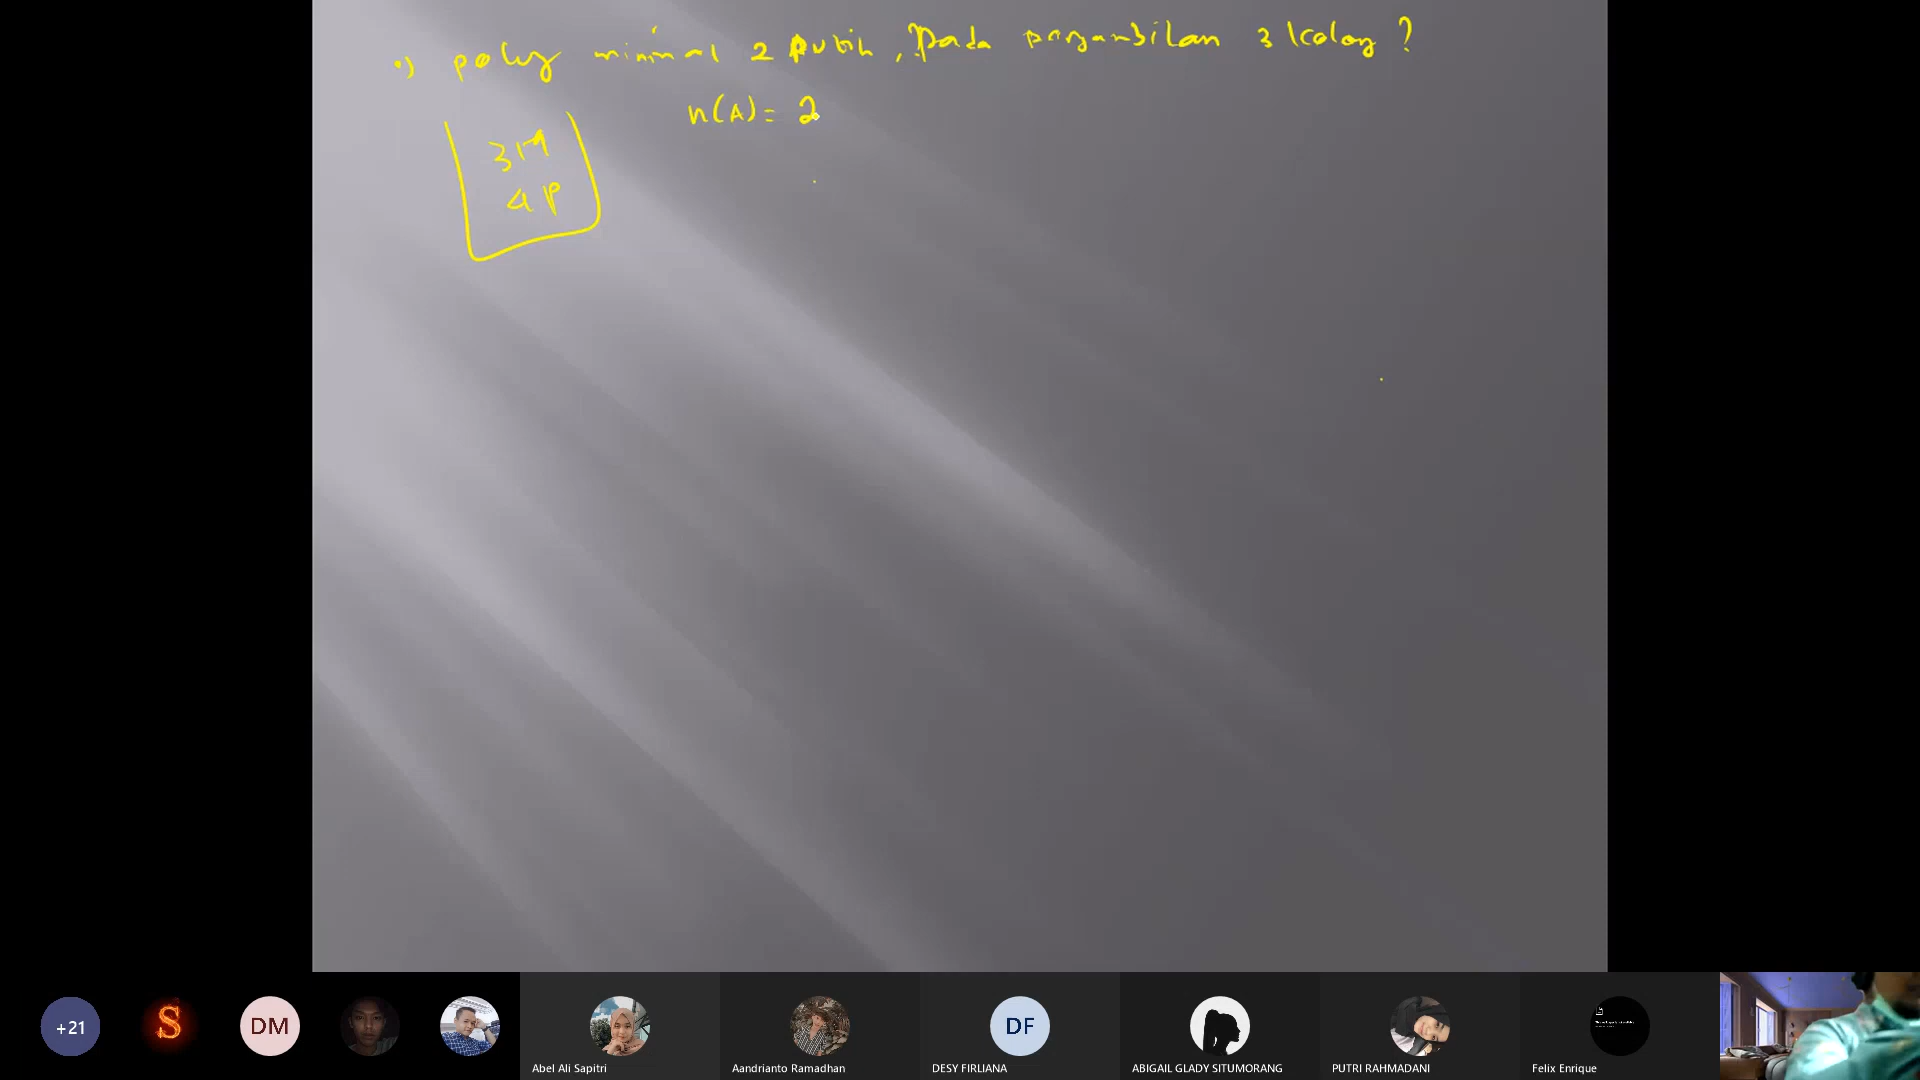 •) peluang minimal 2 putih, pada pengambilan 3 kaleng?
n(A) = 2
3 M
4 P
+21
S
DM
DF
Abel Ali Sapitri
Aandrianto Ramadhan
DESY FIRLIANA
ABIGAIL GLADY SITUMORANG
PUTRI RAHMADANI
Felix Enrique